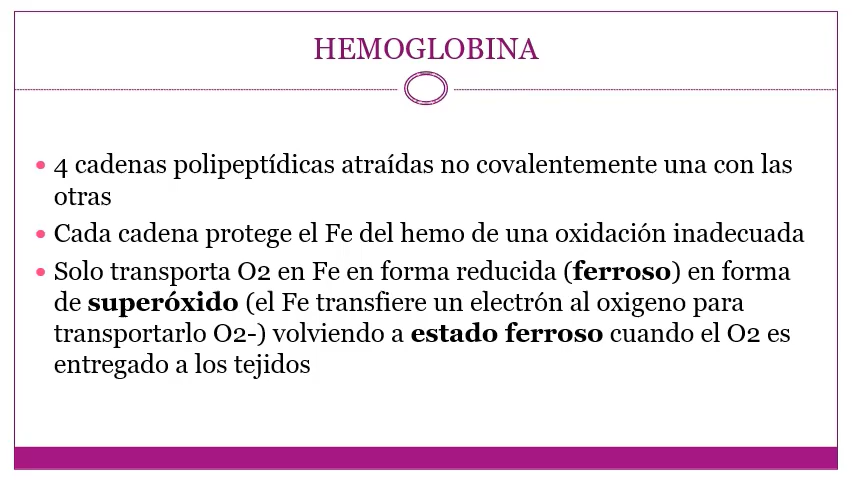 HEMOGLOBINA
• 4 cadenas polipeptídicas atraídas no covalentemente una con las
otras
• Cada cadena protege el Fe del hemo de una oxidación inadecuada
• Solo transporta O2 en Fe en forma reducida (ferroso) en forma
de superóxido (el Fe transfiere un electrón al oxigeno para
transportarlo O2-) volviendo a estado ferroso cuando el O2 es
entregado a los tejidos